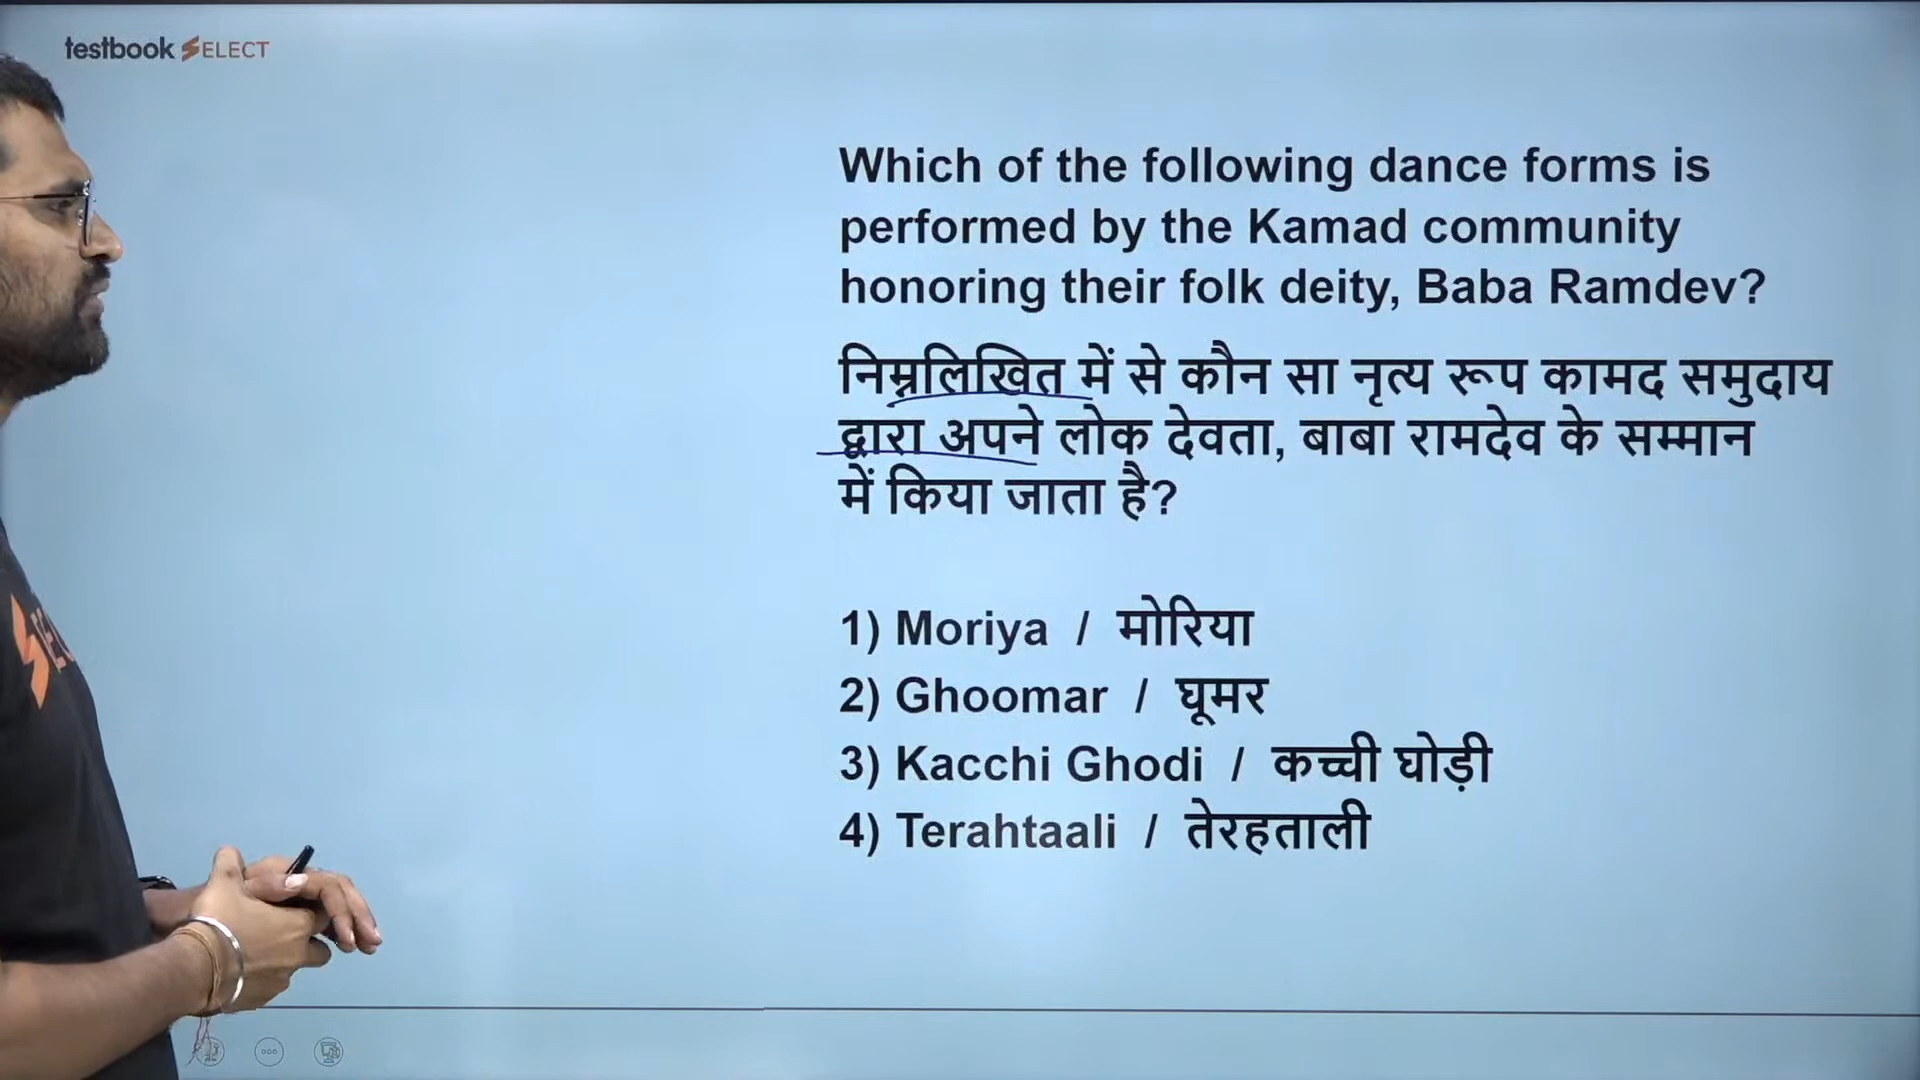 testbook SELECT
Which of the following dance forms is
performed by the Kamad community
honoring their folk deity, Baba Ramdev?
निम्नलिखित में से कौन सा नृत्य रूप कामद समुदाय
द्वारा अपने लोक देवता, बाबा रामदेव के सम्मान
में किया जाता है?
1) Moriya / मोरिया
2) Ghoomar / घूमर
3) Kacchi Ghodi / कच्ची घोड़ी
4) Terahtaali / तेरहताली